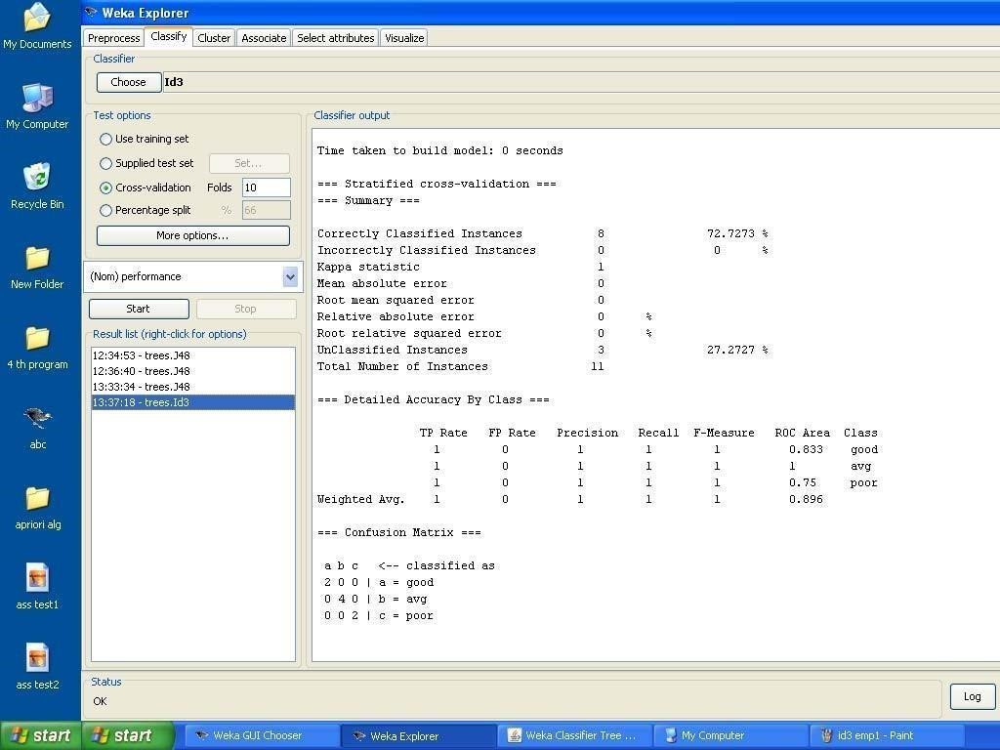 My Documents
My Computer
Recycle Bin
New Folder
4 th program
abc
apriori alg
ass test1
ass test2
Weka Explorer
Preprocess Classify Cluster Associate Select attributes Visualize
Classifier
Choose Id3
Test options
Use training set
Supplied test set Set...
Cross-validation Folds 10
Percentage split % 66
More options...
(Nom) performance
Start Stop
Result list (right-click for options)
12:34:53 - trees.J48
12:36:40 - trees.J48
13:33:34 - trees.J48
13:37:18 - trees.Id3
Classifier output
Time taken to build model: 0 seconds
=== Stratified cross-validation ===
=== Summary ===
Correctly Classified Instances 8 72.7273 %
Incorrectly Classified Instances 0 0 %
Kappa statistic 1
Mean absolute error 0
Root mean squared error 0
Relative absolute error 0 %
Root relative squared error 0 %
UnClassified Instances 3 27.2727 %
Total Number of Instances 11
=== Detailed Accuracy By Class ===
TP Rate FP Rate Precision Recall F-Measure ROC Area Class
1 0 1 1 1 0.833 good
1 0 1 1 1 1 avg
1 0 1 1 1 0.75 poor
Weighted Avg. 1 0 1 1 1 0.896
=== Confusion Matrix ===
a b c <-- classified as
2 0 0 | a = good
0 4 0 | b = avg
0 0 2 | c = poor
Status
OK
Log
start start Weka GUI Chooser Weka Explorer Weka Classifier Tree ... My Computer id3 emp1 - Paint